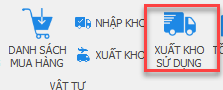 DANH SÁCH
MUA HÀNG
NHẬP KHO
XUẤT KHO
XUẤT KHO
SỬ DỤNG
VẬT TƯ